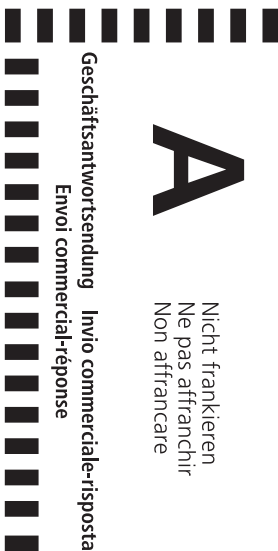 A
Nicht frankieren
Ne pas affranchir
Non affrancare
Geschäftsantwortsendung Invio commerciale-risposta
Envoi commercial-réponse